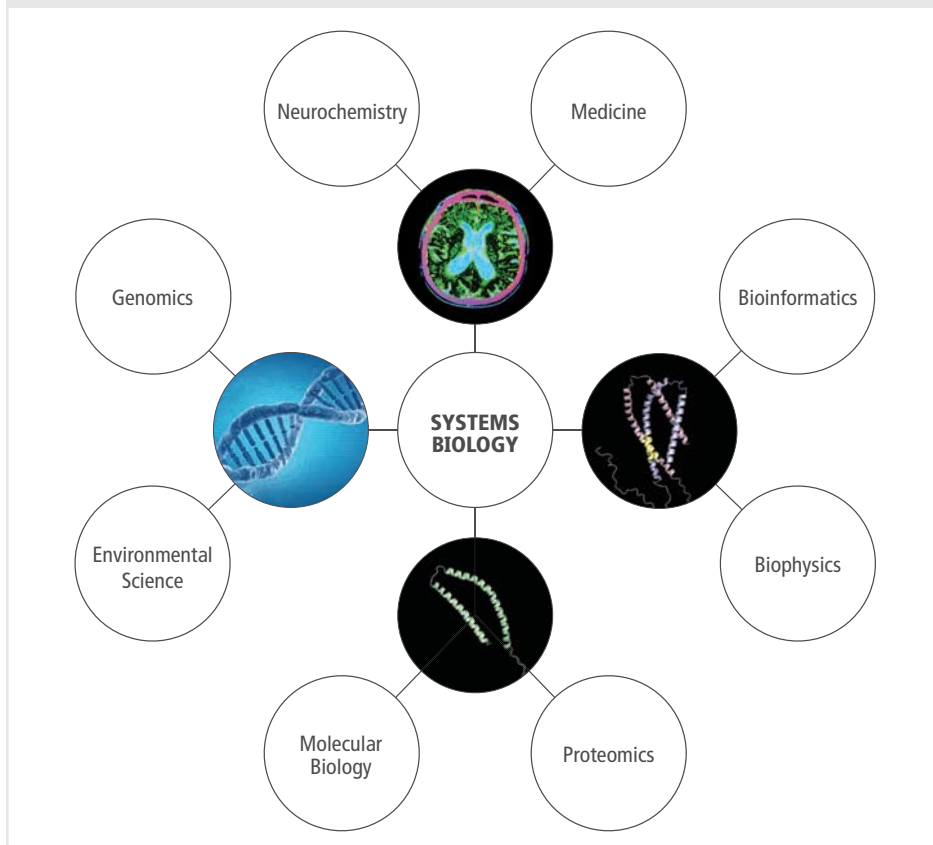 Neurochemistry
Medicine
Genomics
Bioinformatics
SYSTEMS
BIOLOGY
Environmental
Science
Biophysics
Molecular
Biology
Proteomics